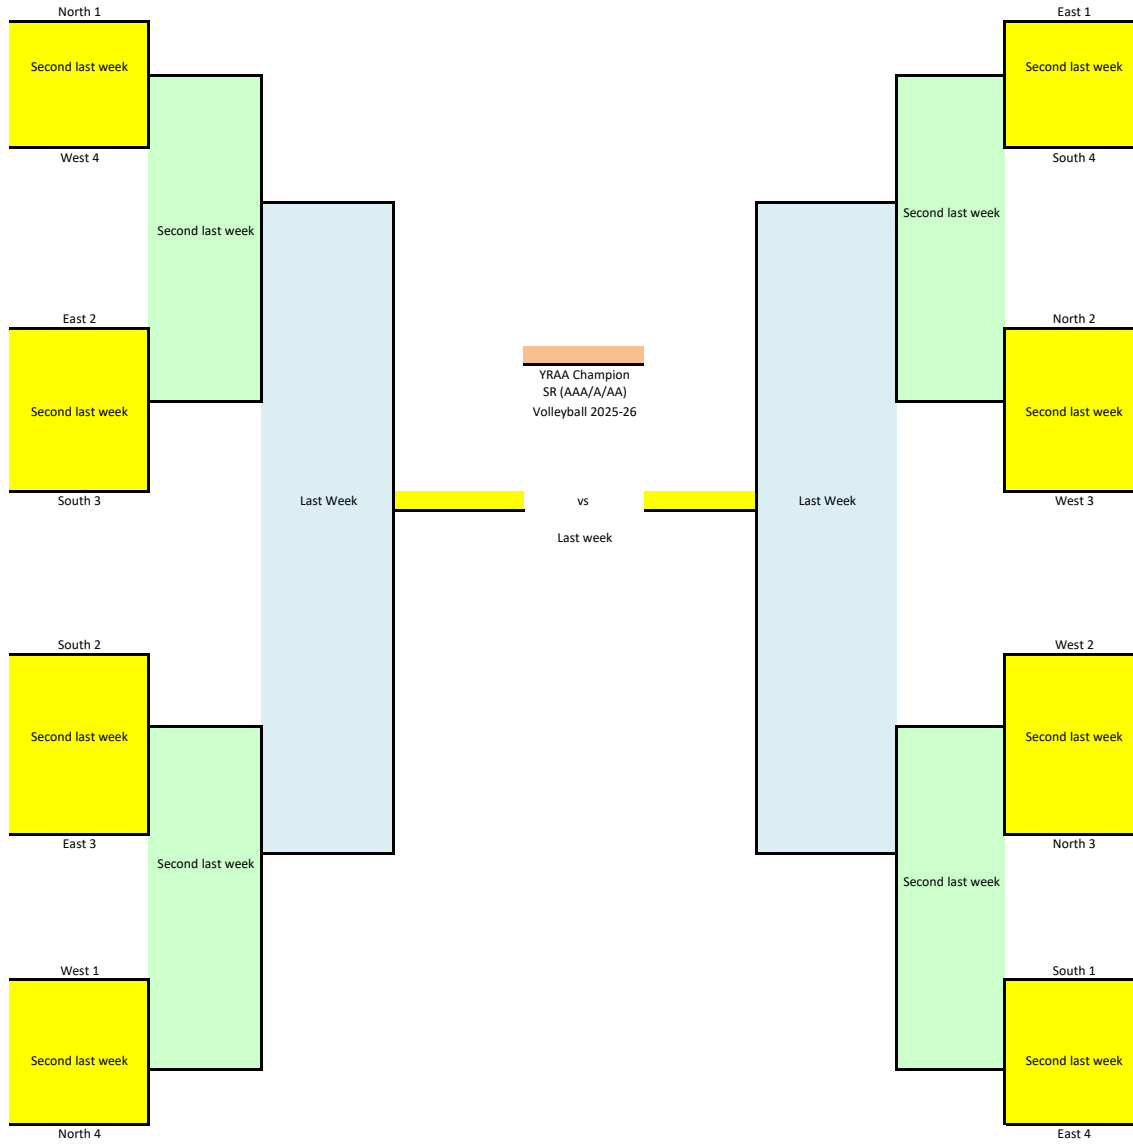 North 1
East 1
Second last week
Second last week
West 4
South 4
Second last week
Second last week
East 2
North 2
YRAA Champion
SR (AAA/A/AA)
Volleyball 2025-26
Second last week
Second last week
South 3
Last Week
vs
Last Week
West 3
Last week
South 2
West 2
Second last week
Second last week
East 3
North 3
Second last week
Second last week
West 1
South 1
Second last week
Second last week
North 4
East 4